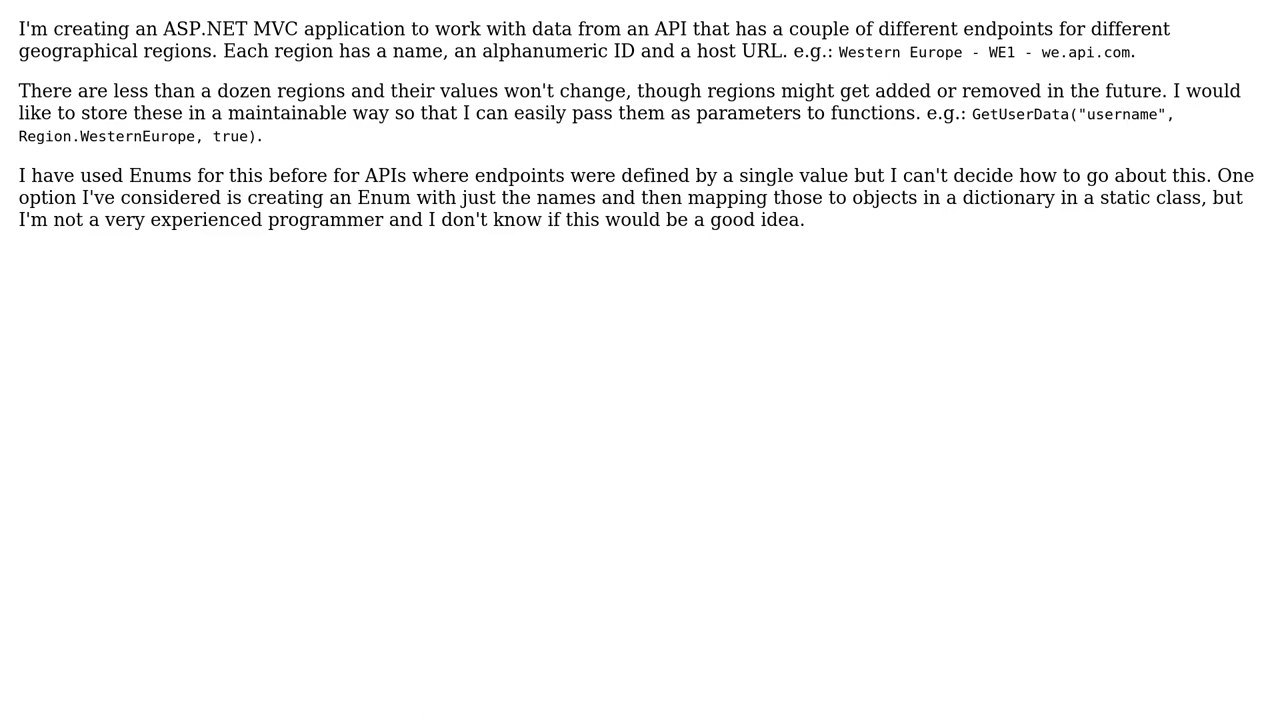 I'm creating an ASP.NET MVC application to work with data from an API that has a couple of different endpoints for different
geographical regions. Each region has a name, an alphanumeric ID and a host URL. e.g.: Western Europe - WE1 - we.api.com.
There are less than a dozen regions and their values won't change, though regions might get added or removed in the future. I would
like to store these in a maintainable way so that I can easily pass them as parameters to functions. e.g.: GetUserData("username",
Region.WesternEurope, true).
I have used Enums for this before for APIs where endpoints were defined by a single value but I can't decide how to go about this. One
option I've considered is creating an Enum with just the names and then mapping those to objects in a dictionary in a static class, but
I'm not a very experienced programmer and I don't know if this would be a good idea.